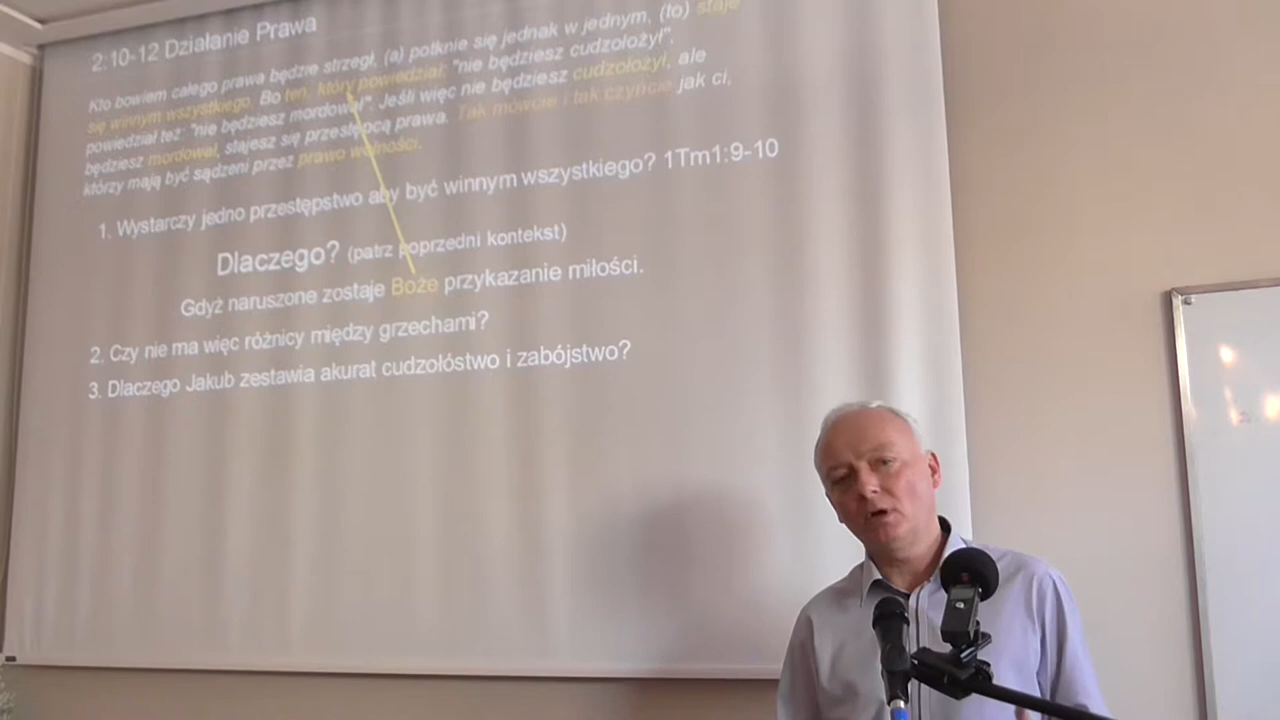 2:10-12 Działanie Prawa
Kto bowiem całego prawa będzie strzegł, (a) potknie się jednak w jednym, (to) staje
się winnym wszystkiego. Bo ten, który powiedział: "nie będziesz cudzołożył",
powiedział też: "nie będziesz mordował". Jeśli więc nie będziesz cudzołożył, ale
będziesz mordował, stajesz się przestępcą prawa. Tak mówcie i tak czyńcie jak ci,
którzy mają być sądzeni przez prawo wolności.
1. Wystarczy jedno przestępstwo aby być winnym wszystkiego? 1Tm1:9-10
Dlaczego? (patrz poprzedni kontekst)
Gdyż naruszone zostaje Boże przykazanie miłości.
2. Czy nie ma więc różnicy między grzechami?
3. Dlaczego Jakub zestawia akurat cudzołóstwo i zabójstwo?